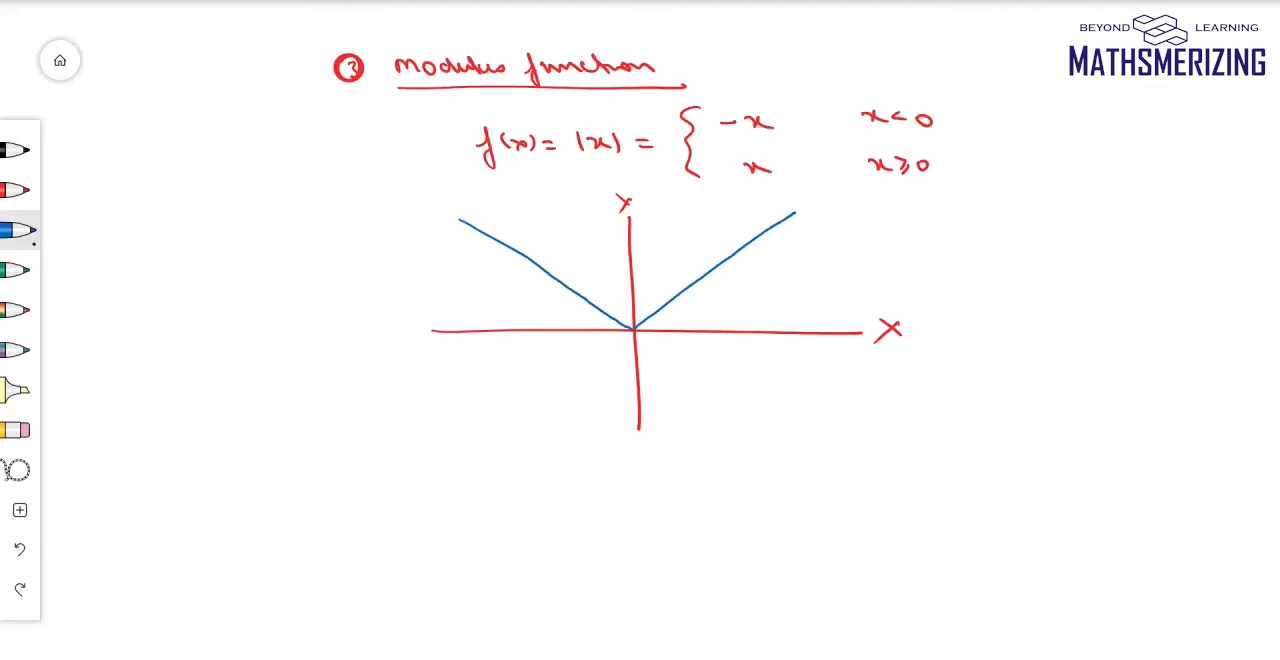 BEYOND LEARNING
MATHSMERIZING
③ Modulus function
f(x) = |x| = { -x x < 0
x x ≥ 0
Y
X